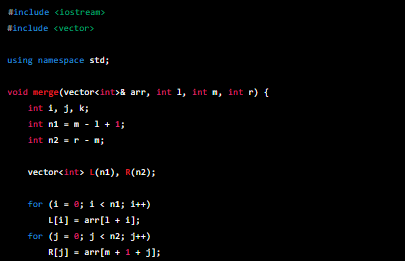 #include <iostream>
#include <vector>
using namespace std;
void merge(vector<int>& arr, int l, int m, int r) {
int i, j, k;
int n1 = m - l + 1;
int n2 = r - m;
vector<int> L(n1), R(n2);
for (i = 0; i < n1; i++)
L[i] = arr[l + i];
for (j = 0; j < n2; j++)
R[j] = arr[m + 1 + j];